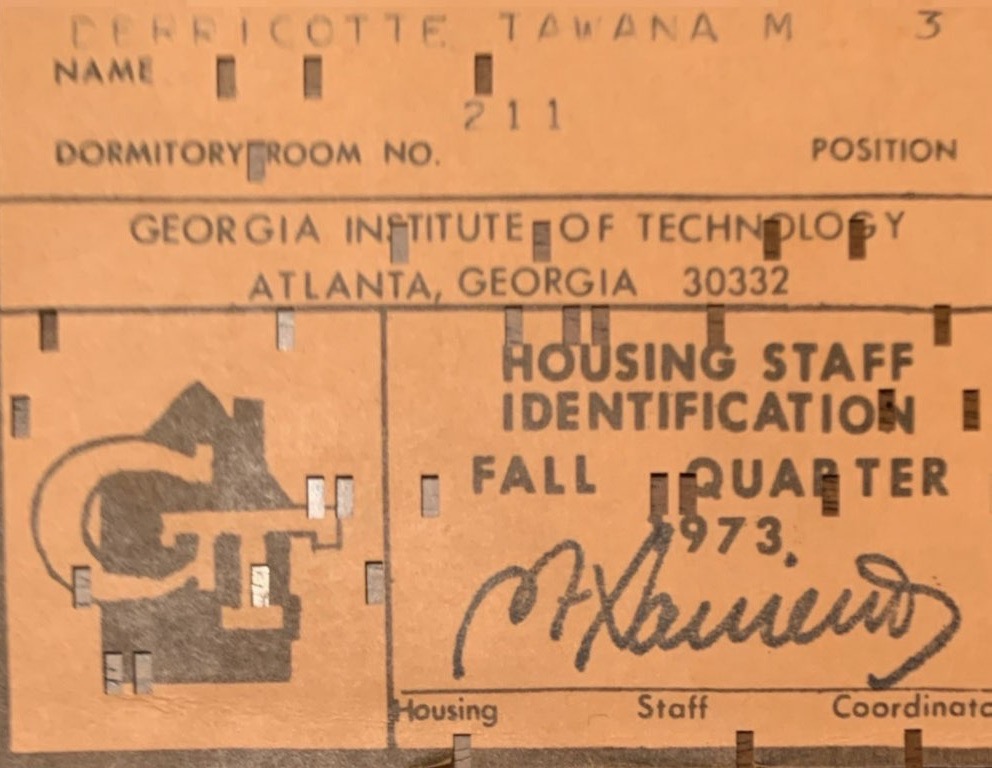 DERRICOTTE TAWANA M 3
NAME
211
DORMITORY ROOM NO. POSITION
GEORGIA INSTITUTE OF TECHNOLOGY
ATLANTA, GEORGIA 30332
HOUSING STAFF
IDENTIFICATION
FALL QUARTER
1973.
GT
Housing Staff Coordinato